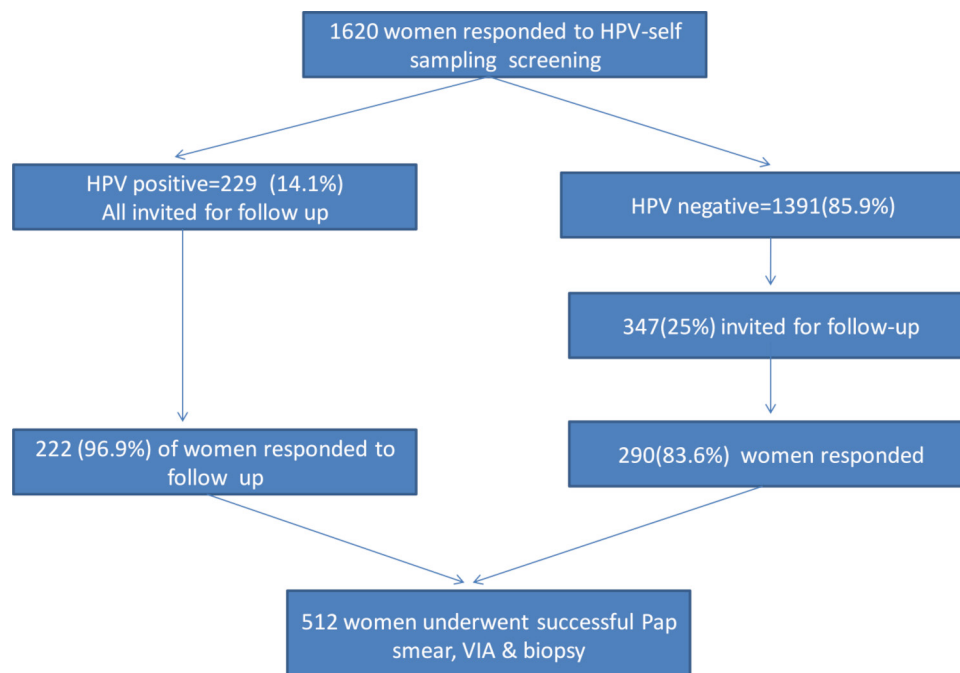 1620 women responded to HPV-self
sampling screening
HPV positive=229 (14.1%)
All invited for follow up
HPV negative=1391(85.9%)
347(25%) invited for follow-up
222 (96.9%) of women responded to
follow up
290(83.6%) women responded
512 women underwent successful Pap
smear, VIA & biopsy